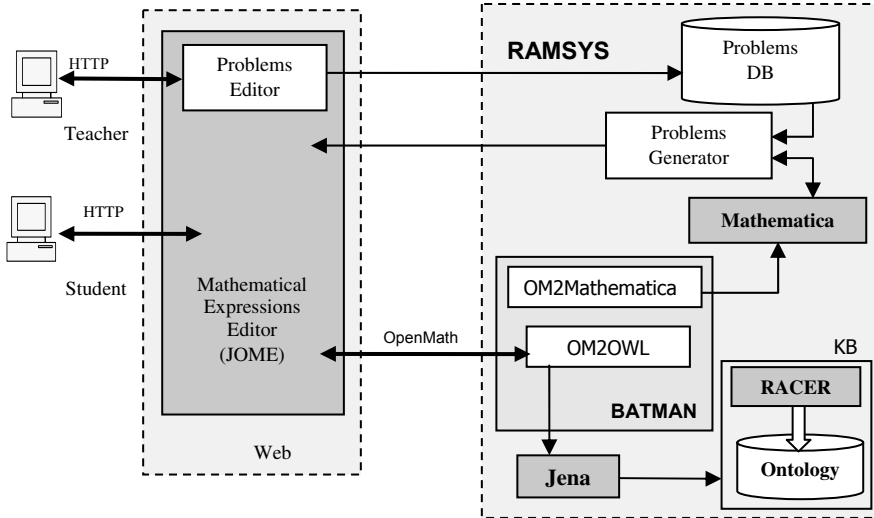 HTTP
Teacher
HTTP
Student
Problems
Editor
Mathematical
Expressions
Editor
(JOME)
Web
OpenMath
RAMSYS
Problems
DB
Problems
Generator
Mathematica
OM2Mathematica
OM2OWL
BATMAN
Jena
KB
RACER
Ontology